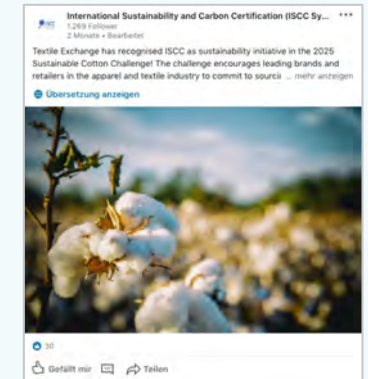 International Sustainability and Carbon Certification (ISCC Sy...
1,269 Follower
2 Monate • Bearbeitet
Textile Exchange has recognised ISCC as sustainability initiative in the 2025
Sustainable Cotton Challenge! The challenge encourages leading brands and
retailers in the apparel and textile industry to commit to sourci ... mehr anzeigen
Übersetzung anzeigen
30
Gefällt mir
Teilen